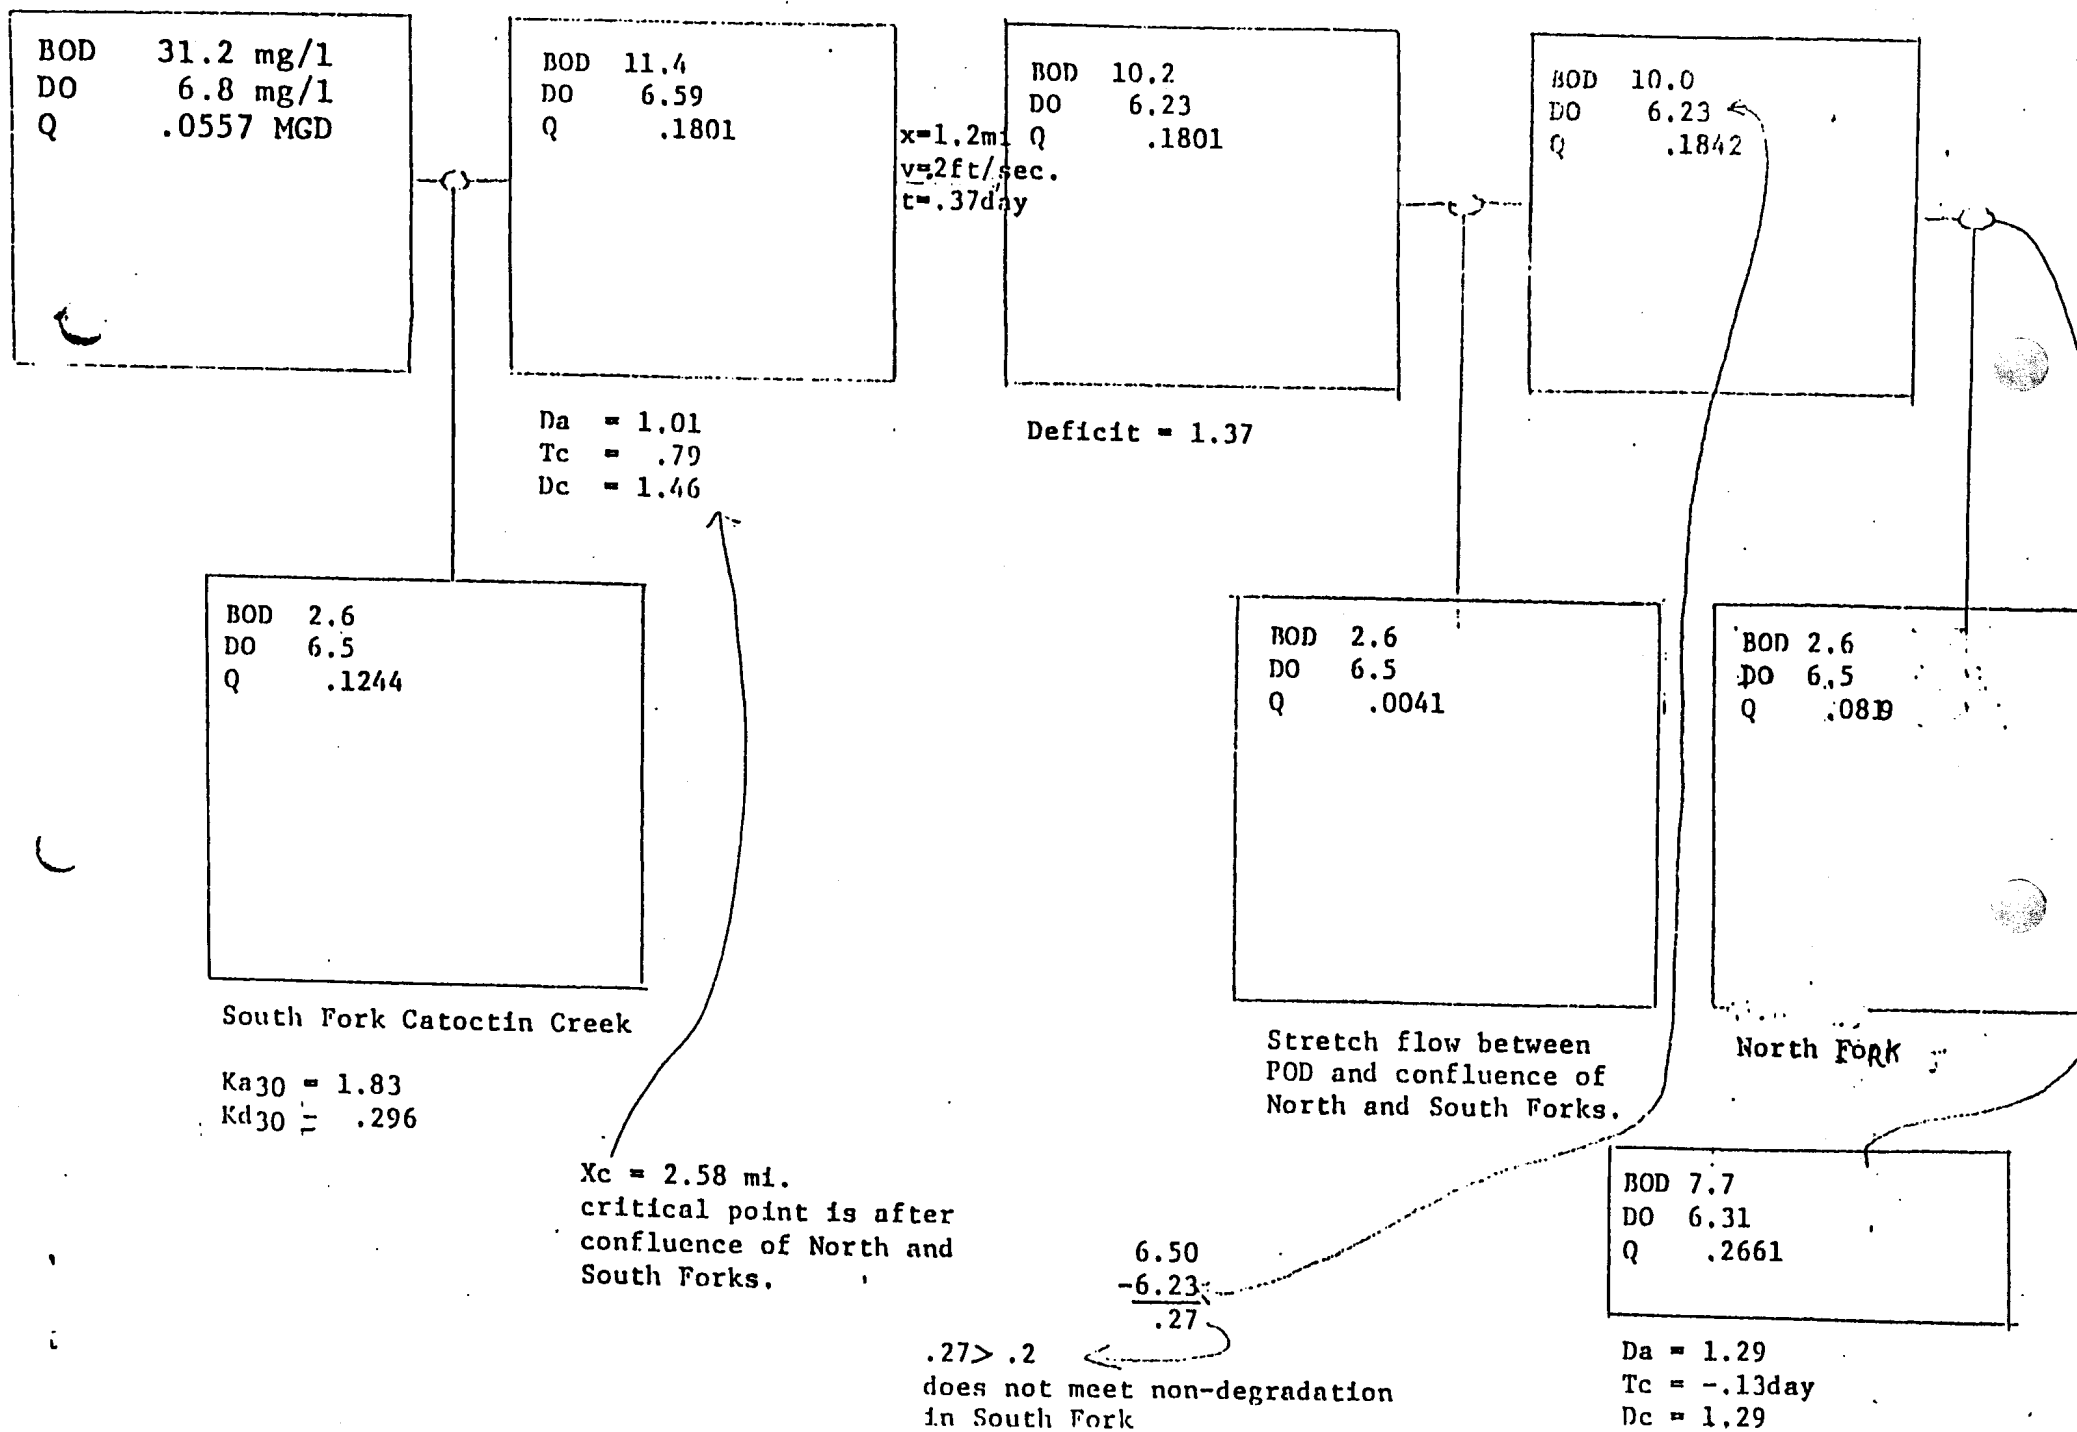 BOD 31.2 mg/l
DO 6.8 mg/l
Q .0557 MGD
BOD 11.4
DO 6.59
Q .1801
x=1.2mi
v=.2ft/sec.
t=.37day
BOD 10.2
DO 6.23
Q .1801
BOD 10.0
DO 6.23
Q .1842
Da = 1.01
Tc = .79
Dc = 1.46
Deficit = 1.37
BOD 2.6
DO 6.5
Q .1244
South Fork Catoctin Creek
Ka30 = 1.83
Kd30 = .296
BOD 2.6
DO 6.5
Q .0041
Stretch flow between
POD and confluence of
North and South Forks.
BOD 2.6
DO 6.5
Q .0819
North Fork
Xc = 2.58 mi.
critical point is after
confluence of North and
South Forks.
6.50
-6.23
.27
.27> .2
does not meet non-degradation
in South Fork
BOD 7.7
DO 6.31
Q .2661
Da = 1.29
Tc = -.13day
Dc = 1.29